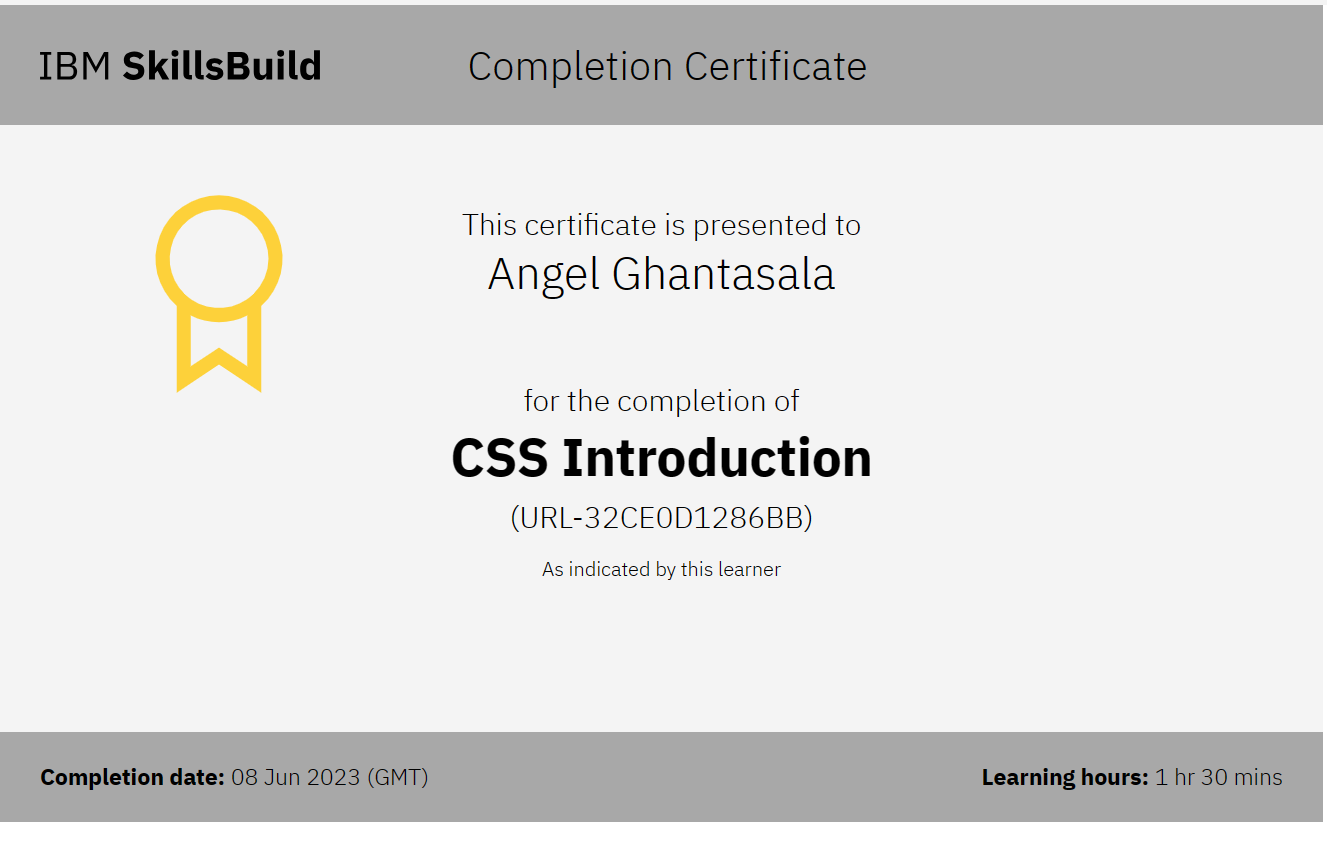 IBM SkillsBuild
Completion Certificate
This certificate is presented to
Angel Ghantasala
for the completion of
CSS Introduction
(URL-32CE0D1286BB)
As indicated by this learner
Completion date: 08 Jun 2023 (GMT)
Learning hours: 1 hr 30 mins